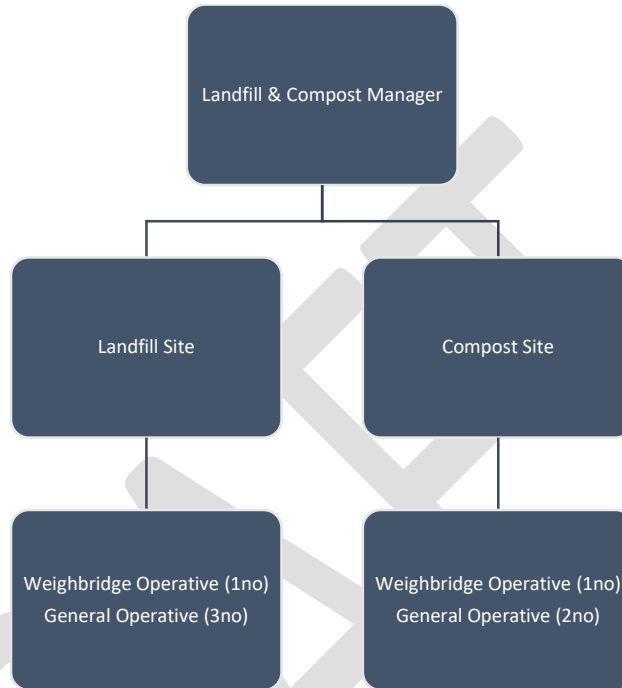 Landfill & Compost Manager
Landfill Site
Compost Site
Weighbridge Operative (1no)
General Operative (3no)
Weighbridge Operative (1no)
General Operative (2no)